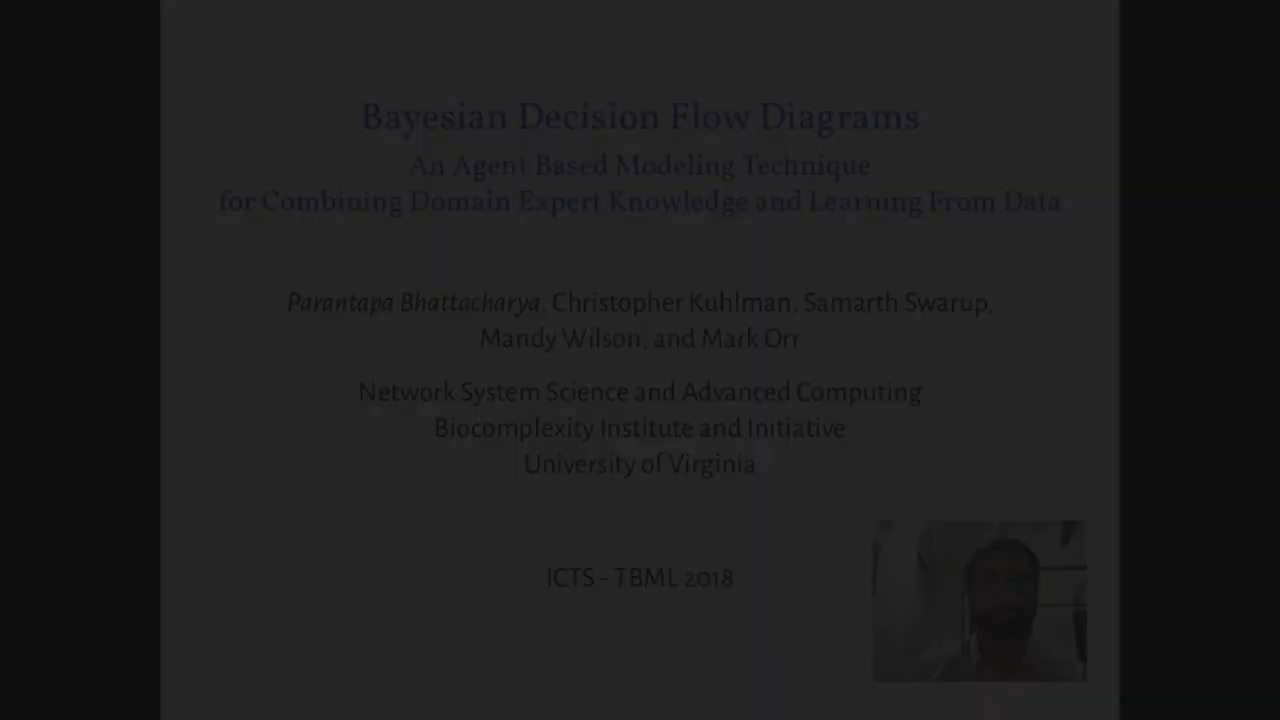 Bayesian Decision Flow Diagrams
An Agent Based Modeling Technique
for Combining Domain Expert Knowledge and Learning From Data
Parantapa Bhattacharya, Christopher Kuhlman, Samarth Swarup,
Mandy Wilson, and Mark Orr
Network System Science and Advanced Computing
Biocomplexity Institute and Initiative
University of Virginia
ICTS - TBML 2018